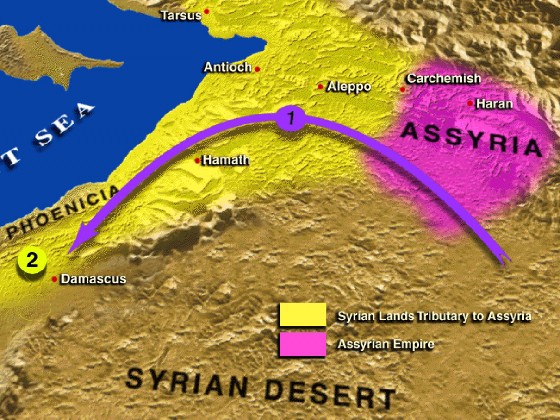 Tarsus
Antioch
Aleppo
Carchemish
Haran
T SEA
1
ASSYRIA
Hamath
PHOENICIA
2
Damascus
Syrian Lands Tributary to Assyria
Assyrian Empire
SYRIAN DESERT